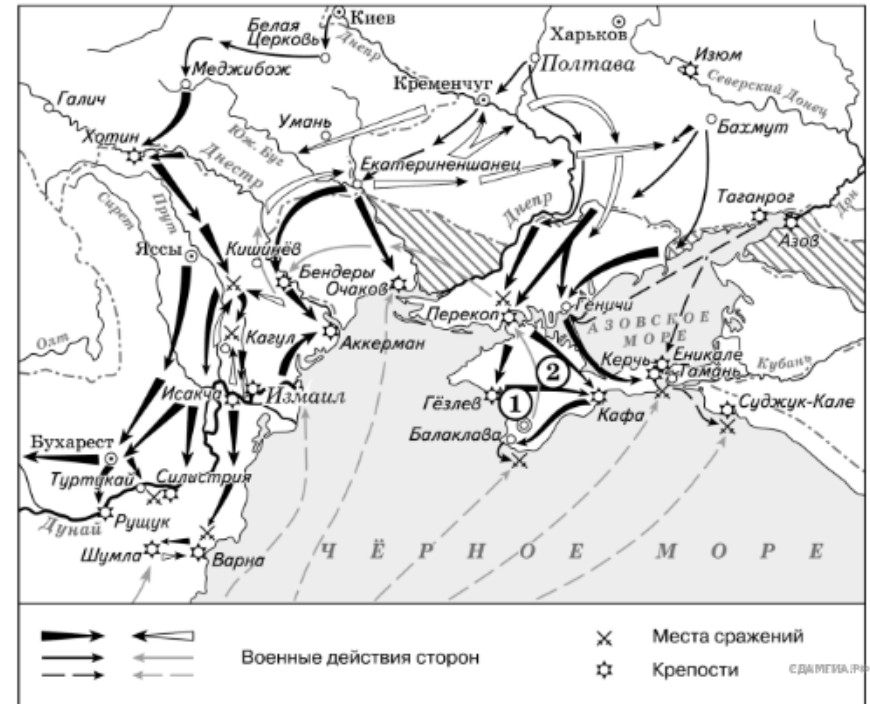 Киев
Белая
Церковь
Днепр
Харьков
Изюм
Полтава
Меджибож
Кременчуг
Северский Донец
Галич
Умань
Бахмут
Хотин
Юж. Буг
Днестр
Екатериненшанец
Таганрог
Дон
Сирет
Прут
Днепр
Азов
Яссы
Кишинёв
Бендеры
Очаков
Геничи
Перекоп
АЗОВСКОЕ
МОРЕ
Олт
Кагул
Аккерман
Керчь
Еникале
Тамань
Кубань
2
Исакча
Измаил
Гёзлев
1
Кафа
Суджук-Кале
Балаклава
Бухарест
Туртукай
Силыстрия
Дунай
Рущук
Шумла
Варна
ЧЁРНОЕ МОРЕ
Военные действия сторон
Места сражений
Крепости
СДАМГИА.РФ